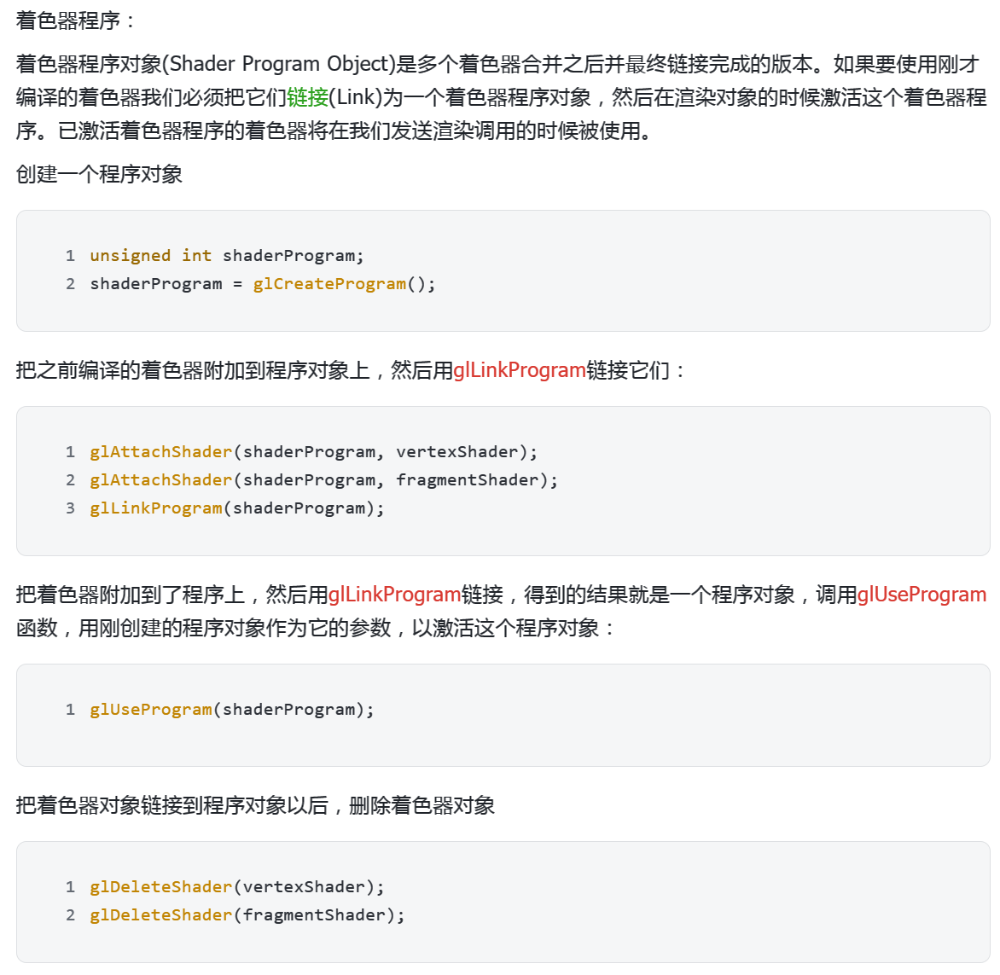 着色器程序：
着色器程序对象(Shader Program Object)是多个着色器合并之后并最终链接完成的版本。如果要使用刚才
编译的着色器我们必须把它们链接(Link)为一个着色器程序对象，然后在渲染对象的时候激活这个着色器程
序。已激活着色器程序的着色器将在我们发送渲染调用的时候被使用。
创建一个程序对象
1 unsigned int shaderProgram;
2 shaderProgram = glCreateProgram();
把之前编译的着色器附加到程序对象上，然后用glLinkProgram链接它们：
1 glAttachShader(shaderProgram, vertexShader);
2 glAttachShader(shaderProgram, fragmentShader);
3 glLinkProgram(shaderProgram);
把着色器附加到了程序上，然后用glLinkProgram链接，得到的结果就是一个程序对象，调用glUseProgram
函数，用刚创建的程序对象作为它的参数，以激活这个程序对象：
1 glUseProgram(shaderProgram);
把着色器对象链接到程序对象以后，删除着色器对象
1 glDeleteShader(vertexShader);
2 glDeleteShader(fragmentShader);